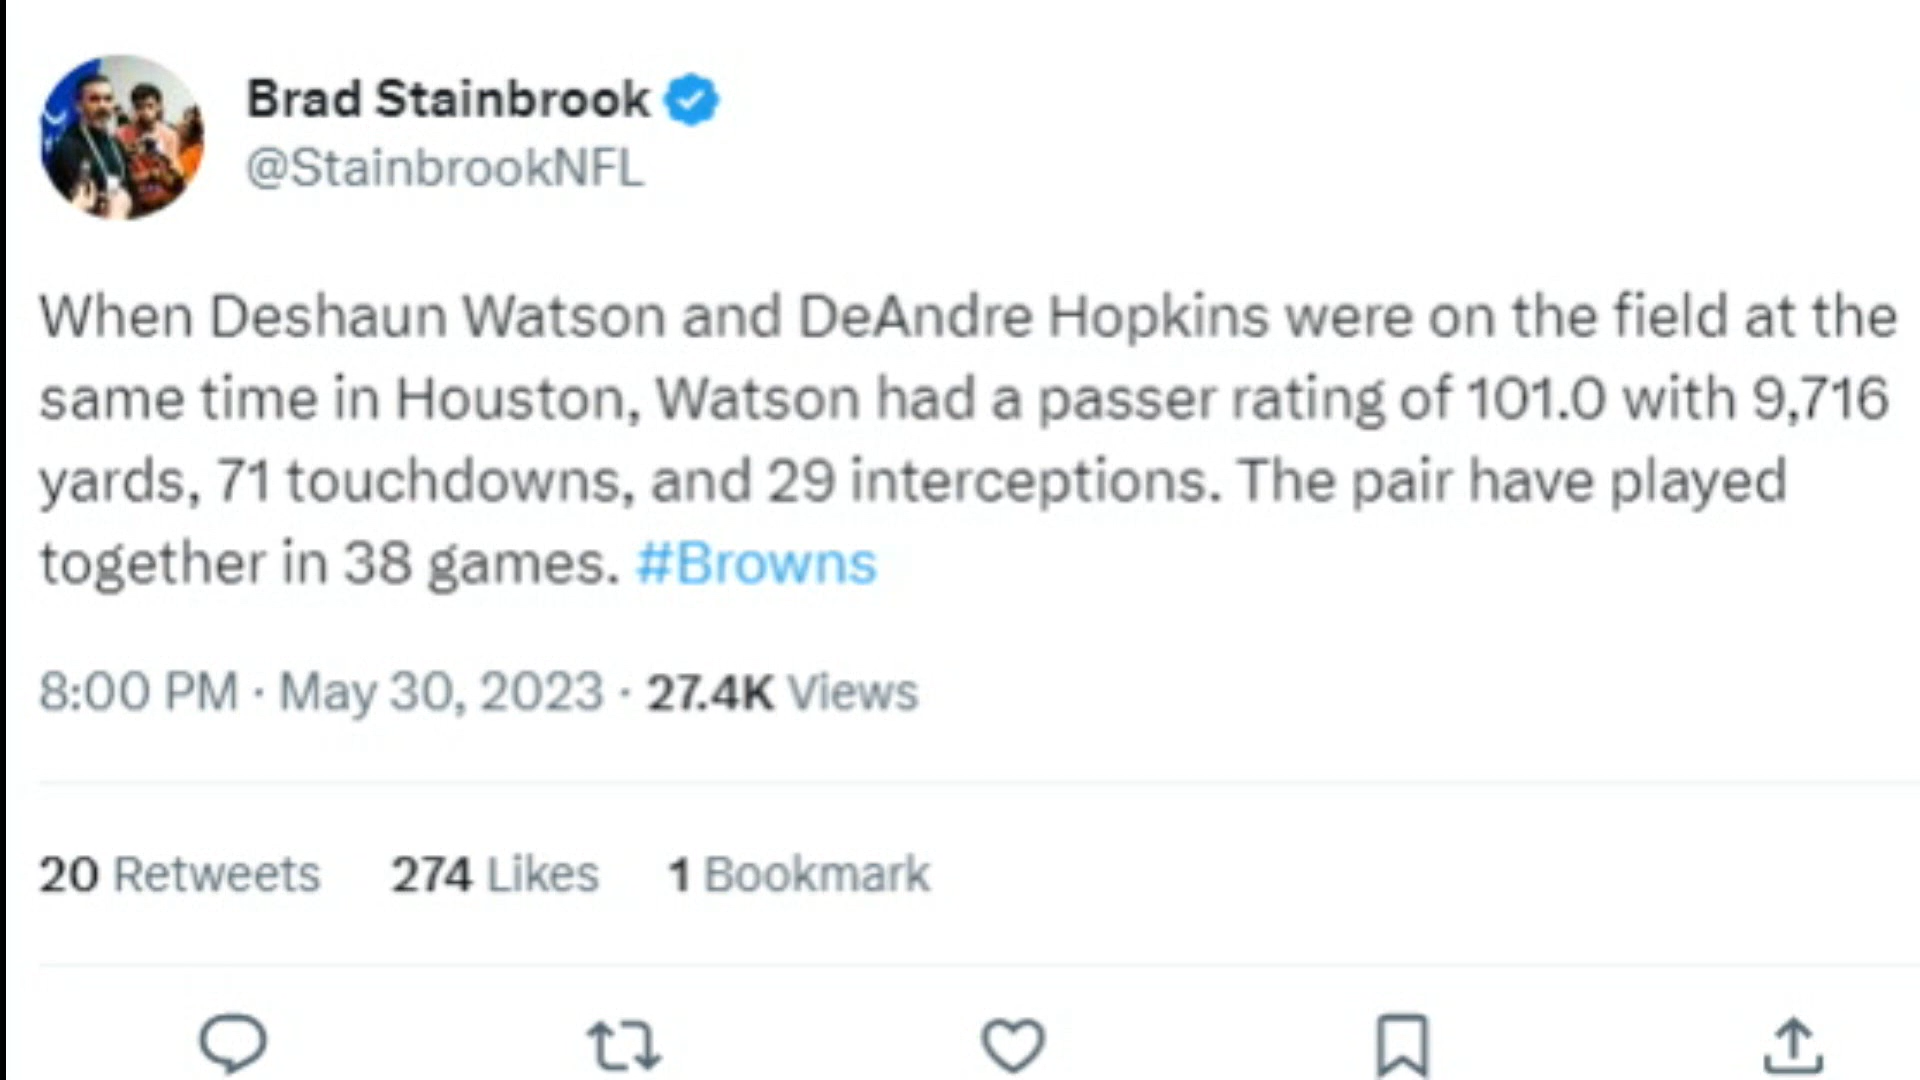 Brad Stainbrook
@StainbrookNFL
When Deshaun Watson and DeAndre Hopkins were on the field at the
same time in Houston, Watson had a passer rating of 101.0 with 9,716
yards, 71 touchdowns, and 29 interceptions. The pair have played
together in 38 games. #Browns
8:00 PM · May 30, 2023 · 27.4K Views
20 Retweets 274 Likes 1 Bookmark